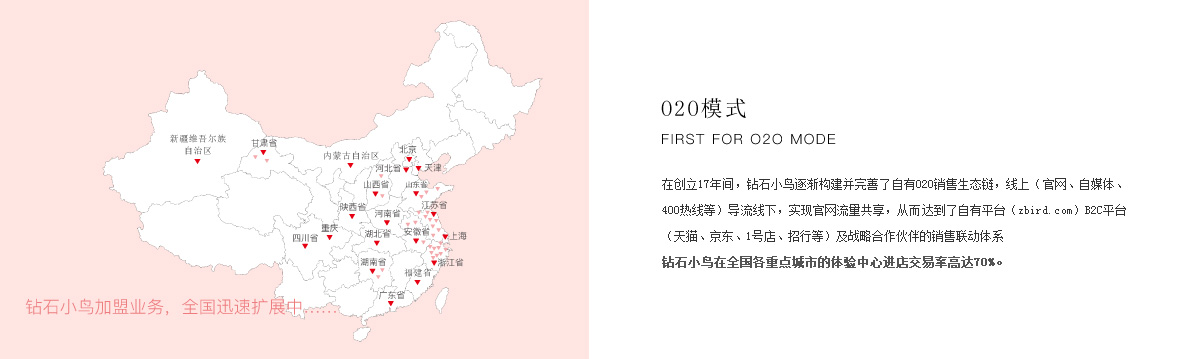 新疆维吾尔族
自治区
甘肃省
内蒙古自治区
北京
天津
河北省
山西省
山东省
陕西省
河南省
江苏省
四川省
重庆
湖北省
安徽省
上海
湖南省
浙江省
福建省
广东省
钻石小鸟加盟业务，全国迅速扩展中……
O2O模式
FIRST FOR O2O MODE
在创立17年间，钻石小鸟逐渐构建并完善了自有O2O销售生态链，线上（官网、自媒体、
400热线等）导流线下，实现官网流量共享，从而达到了自有平台（zbird.com）B2C平台
（天猫、京东、1号店、招行等）及战略合作伙伴的销售联动体系
钻石小鸟在全国各重点城市的体验中心进店交易率高达70%。